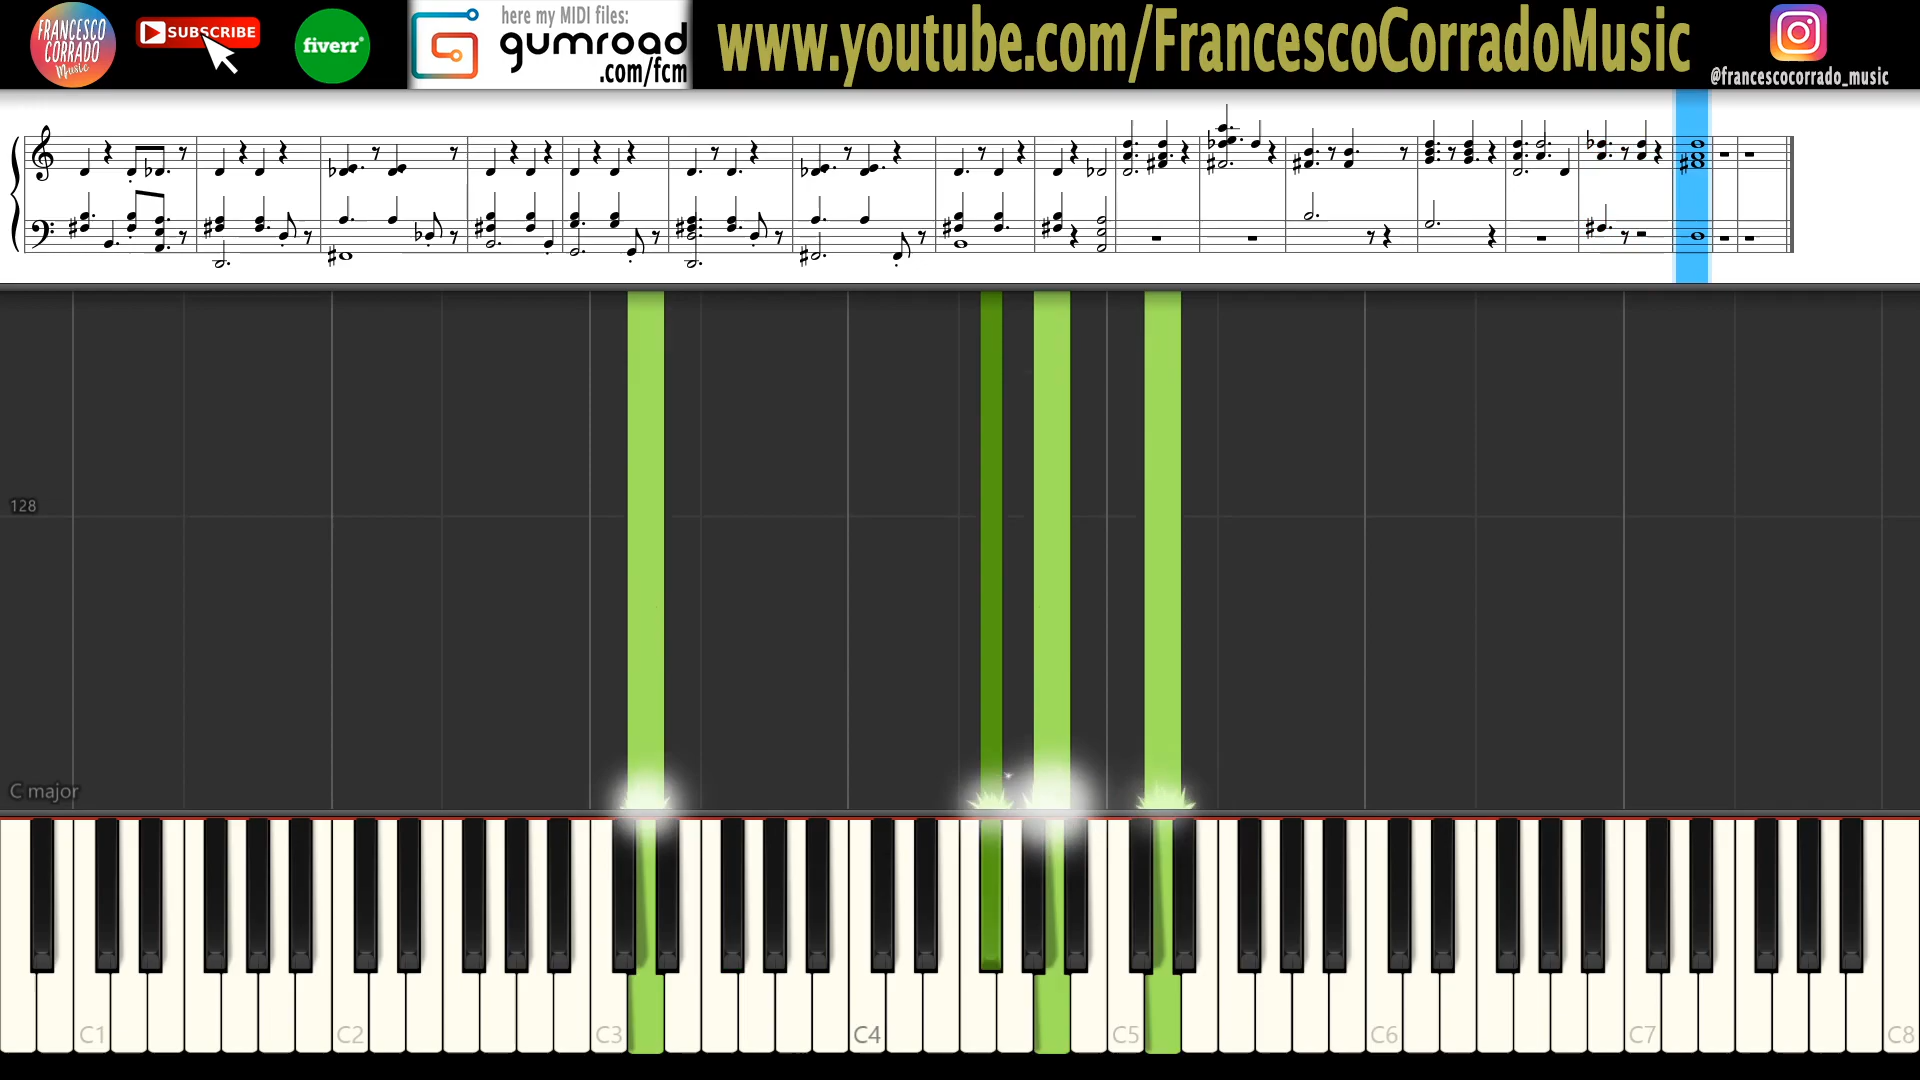 FRANCESCO
CORRADO
Music
SUBSCRIBE
fiverr
here my MIDI files:
gumroad
.com/fcm
www.youtube.com/FrancescoCorradoMusic
@francescocorrado_music
128
C major
C1
C2
C3
C4
C5
C6
C7
C8